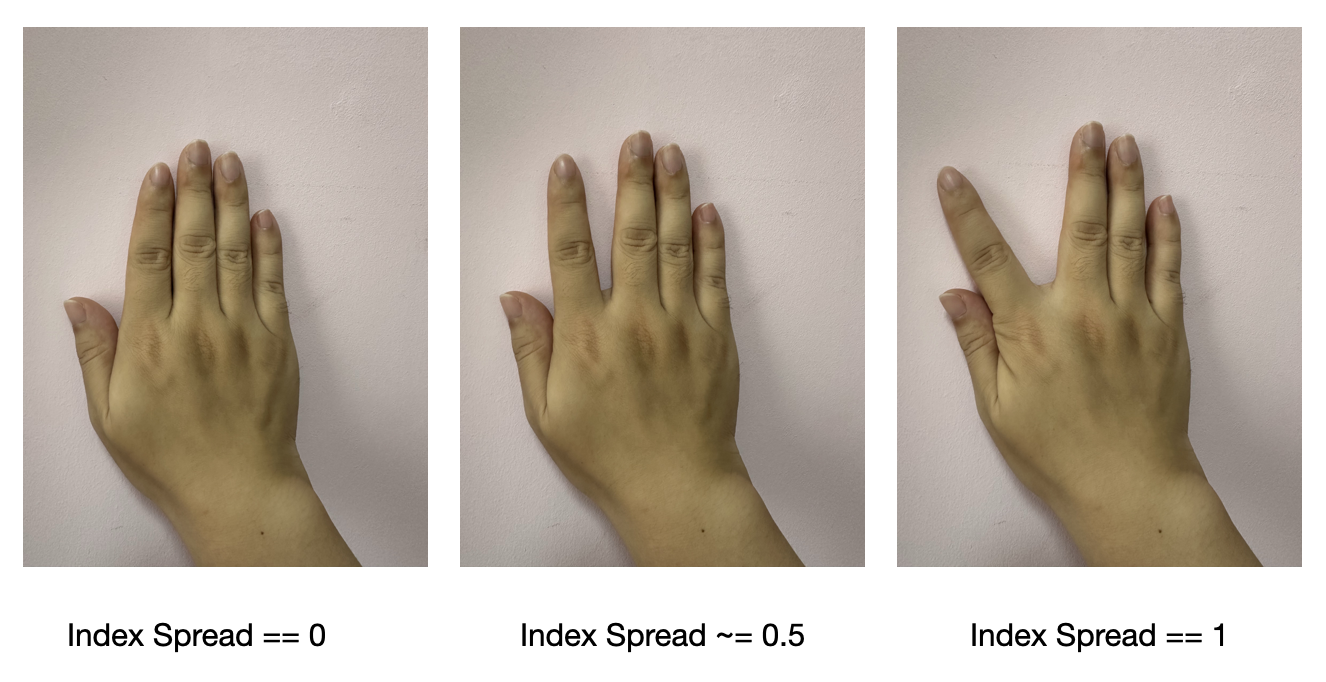 Index Spread == 0
Index Spread ~= 0.5
Index Spread == 1